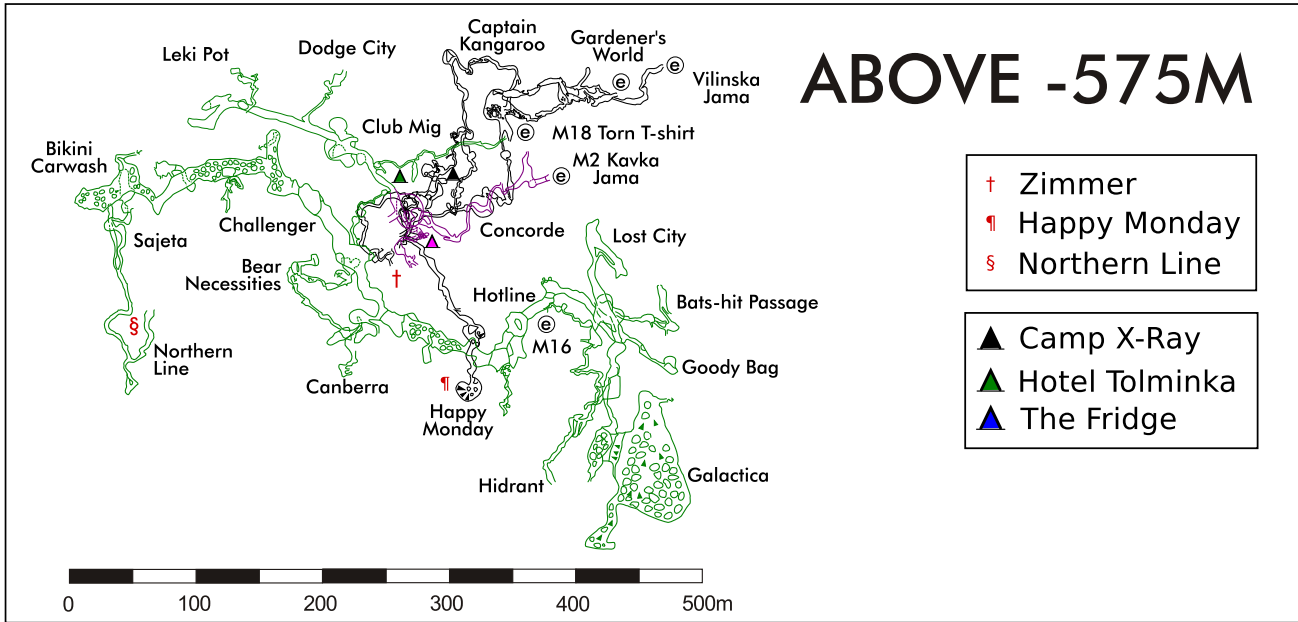 ABOVE -575M
Captain
Kangaroo
Gardener's
World
Dodge City
Leki Pot
e
e
Vilinska
Jama
Club Mig
e
M18 Torn T-shirt
Bikini
Carwash
M2 Kavka
Jama
e
Challenger
Concorde
Sajeta
Lost City
Bear
Necessities
†
Hotline
Bats-hit Passage
§
e
M16
Northern
Line
Canberra
¶
Goody Bag
Happy
Monday
Hidrant
Galactica
† Zimmer
¶ Happy Monday
§ Northern Line
Camp X-Ray
Hotel Tolminka
The Fridge
0 100 200 300 400 500m